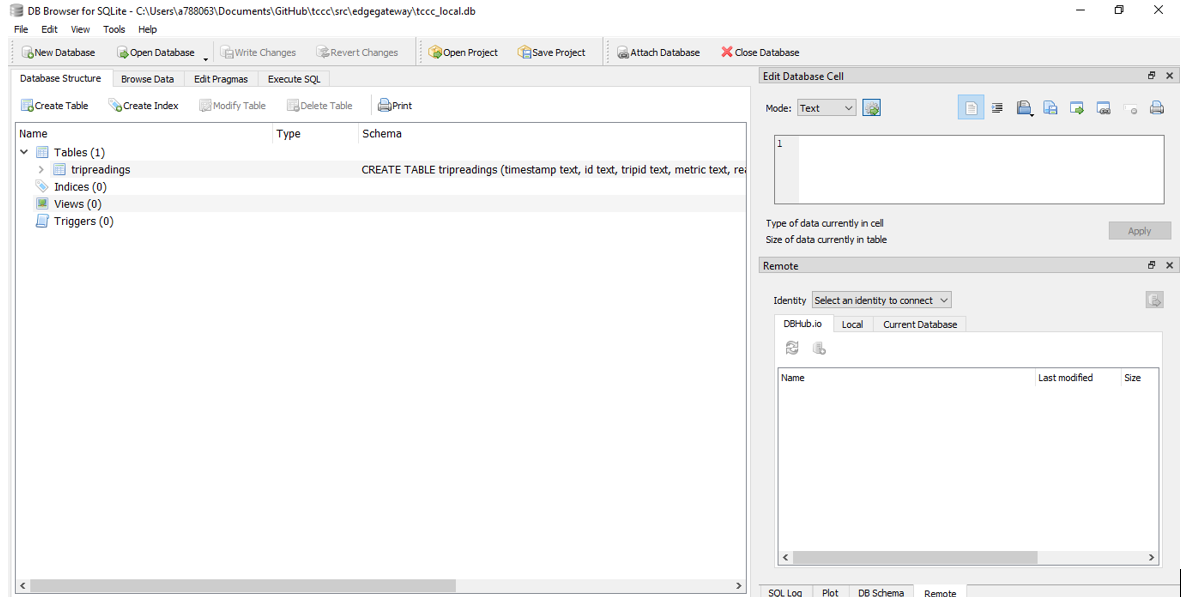 DB Browser for SQLite - C:\Users\a788063\Documents\GitHub\tccc\src\edgegateway\tccc_local.db
File Edit View Tools Help
New Database Open Database Write Changes Revert Changes Open Project Save Project Attach Database Close Database
Database Structure Browse Data Edit Pragmas Execute SQL
Create Table Create Index Modify Table Delete Table Print
Name Type Schema
Tables (1)
tripreadings CREATE TABLE tripreadings (timestamp text, id text, tripid text, metric text, rea
Indices (0)
Views (0)
Triggers (0)
Edit Database Cell
Mode: Text
1
Type of data currently in cell
Size of data currently in table
Apply
Remote
Identity Select an identity to connect
DBHub.io Local Current Database
Name Last modified Size
SQL Log Plot DB Schema Remote